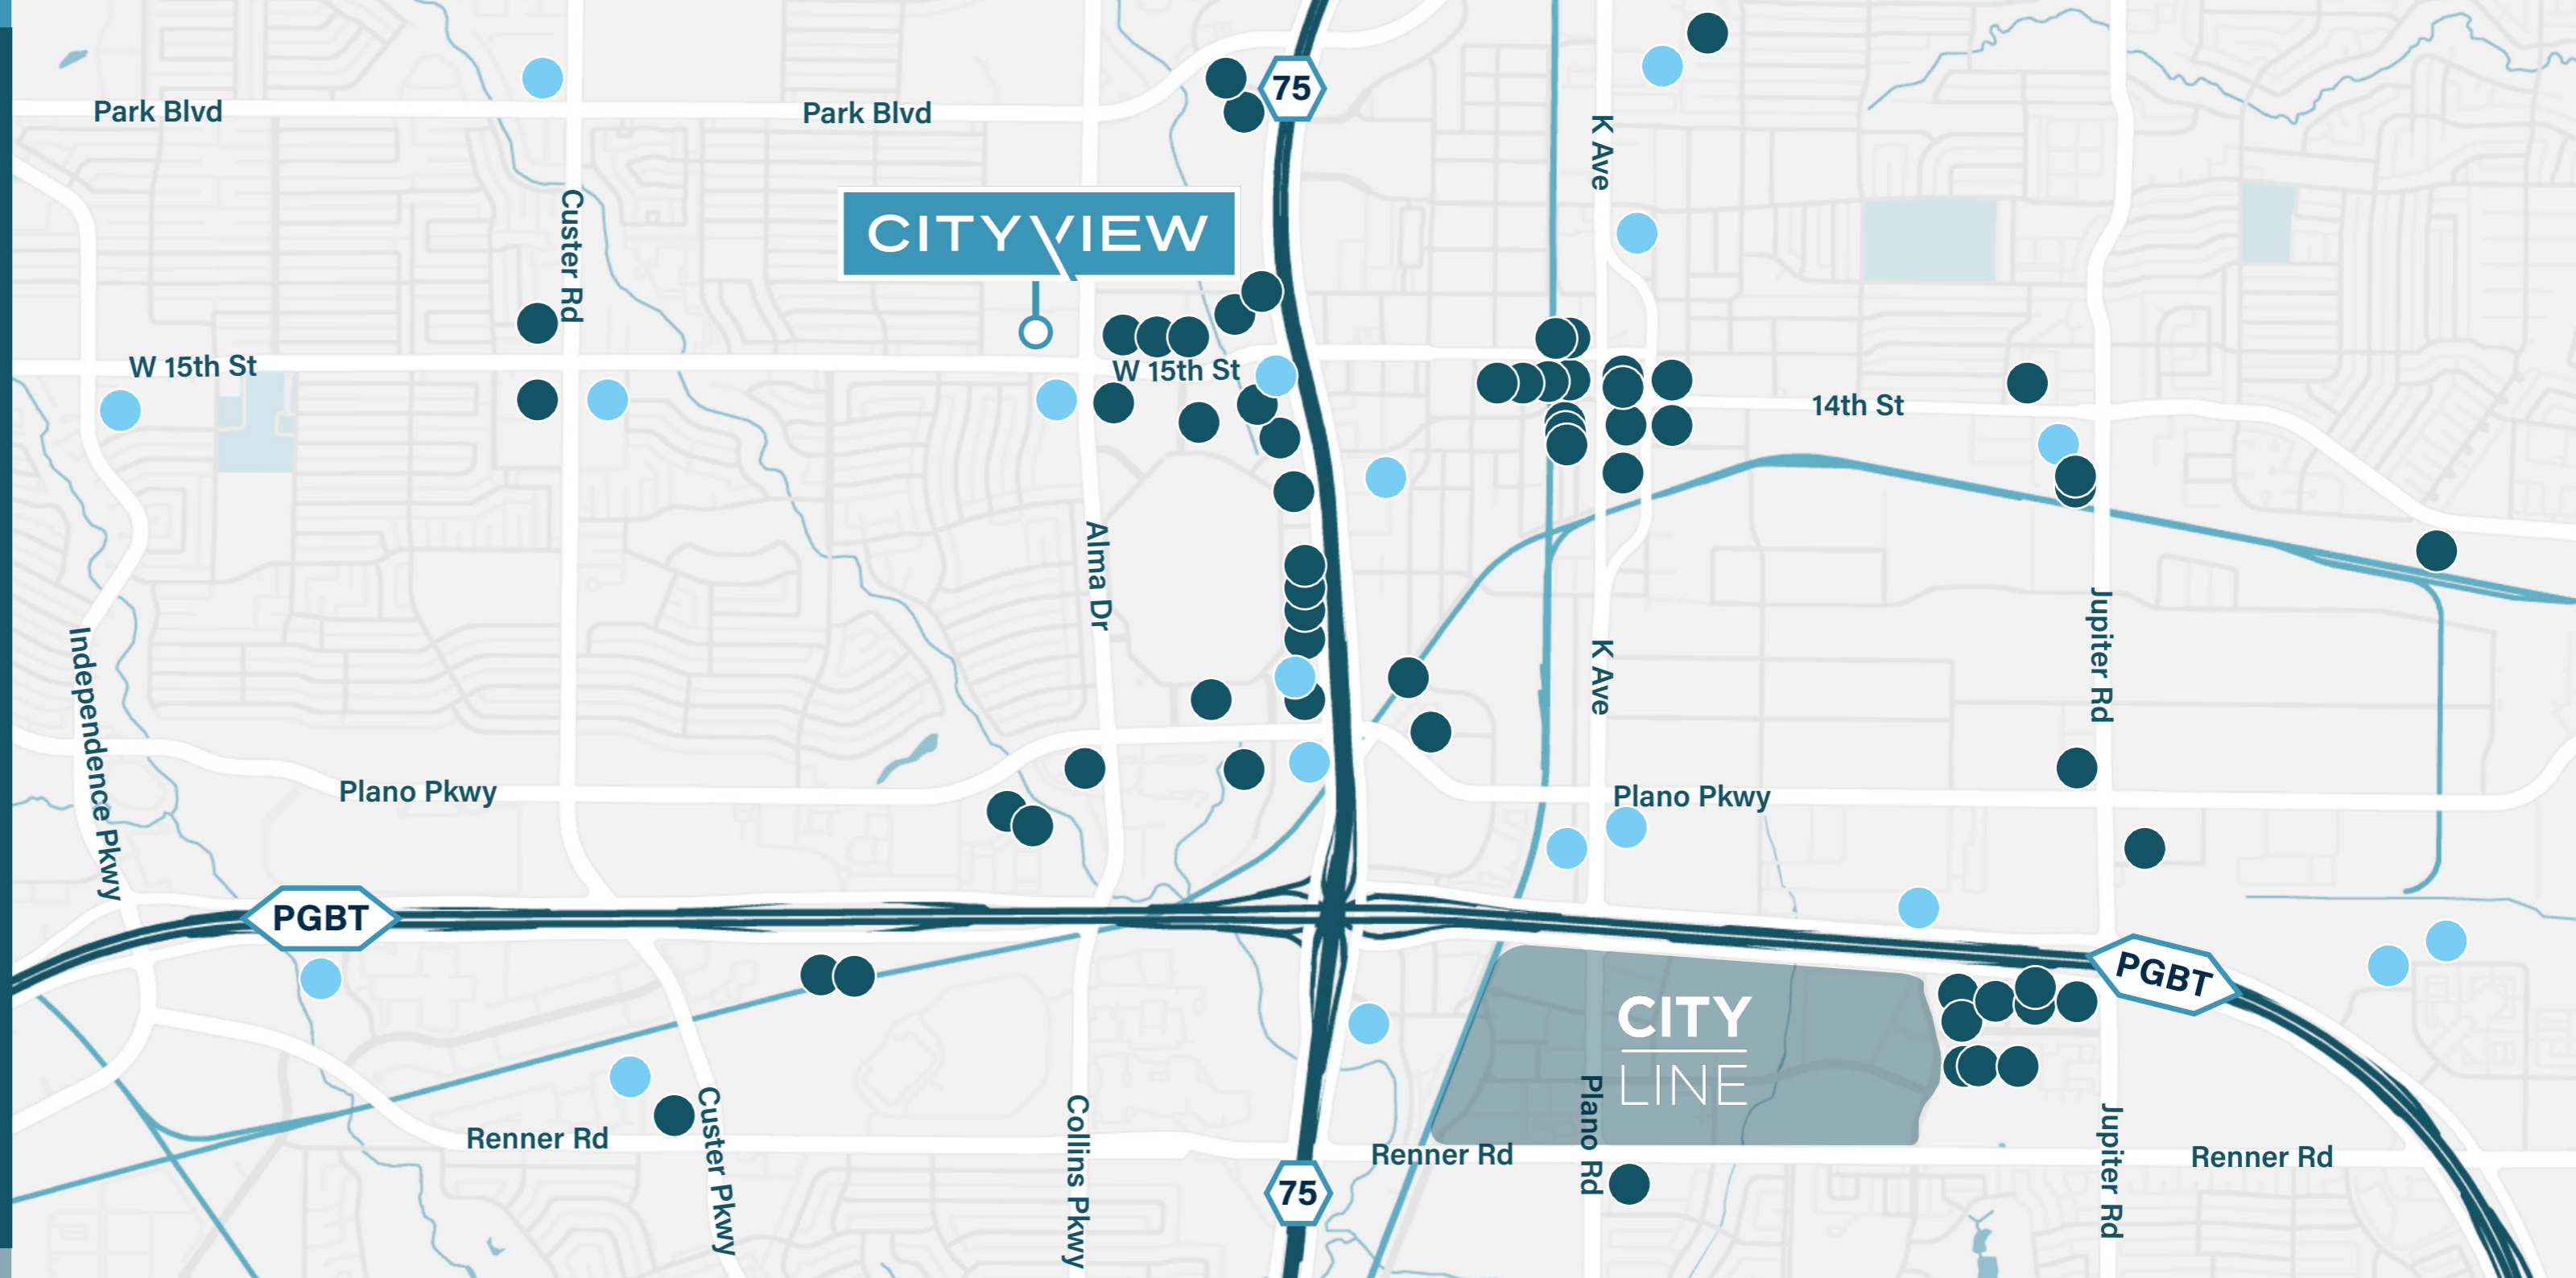 75
Park Blvd
Park Blvd
K Ave
Custer Rd
CITYVIEW
W 15th St
W 15th St
14th St
Alma Dr
Independence Pkwy
K Ave
Jupiter Rd
Plano Pkwy
Plano Pkwy
PGBT
PGBT
CITY
LINE
Plano Rd
Custer Pkwy
Collins Pkwy
Jupiter Rd
Renner Rd
Renner Rd
Renner Rd
75